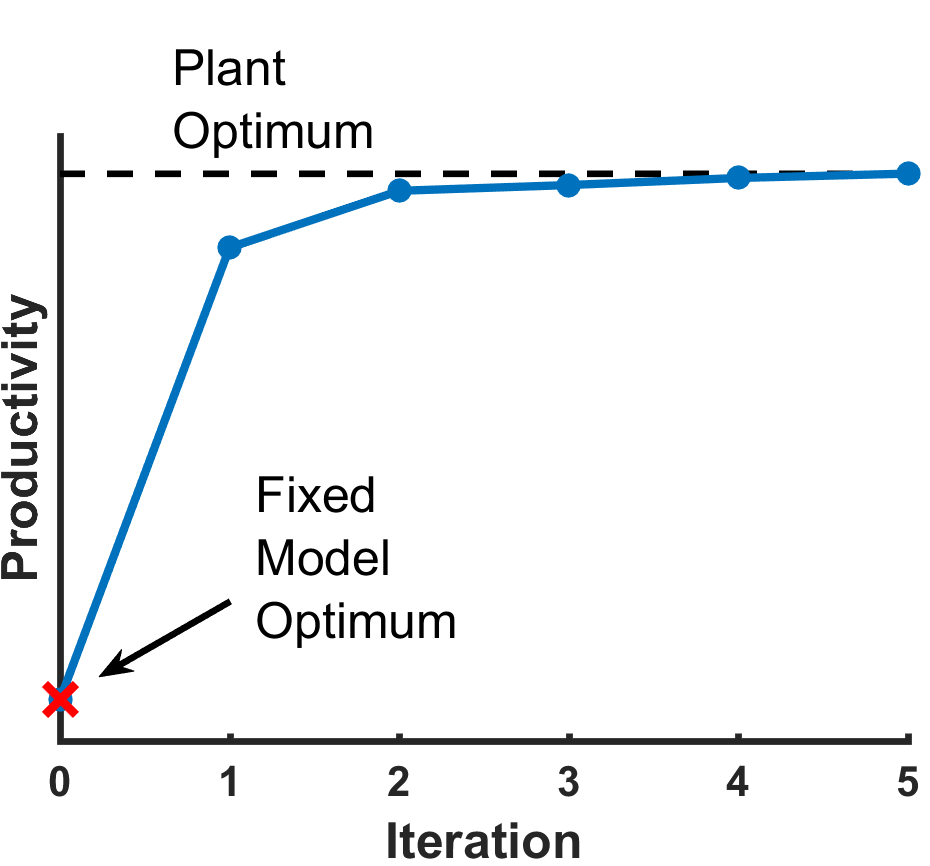 Plant
Optimum
Productivity
Fixed
Model
Optimum
0 1 2 3 4 5
Iteration